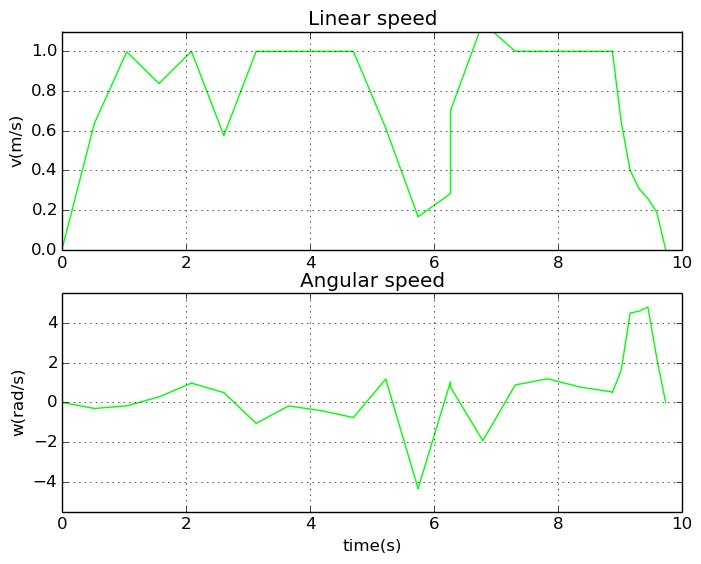 Linear speed
1.0
0.8
0.6
0.4
0.2
0.0
v(m/s)
0 2 4 6 8 10
Angular speed
4
2
0
−2
−4
w(rad/s)
0 2 4 6 8 10
time(s)